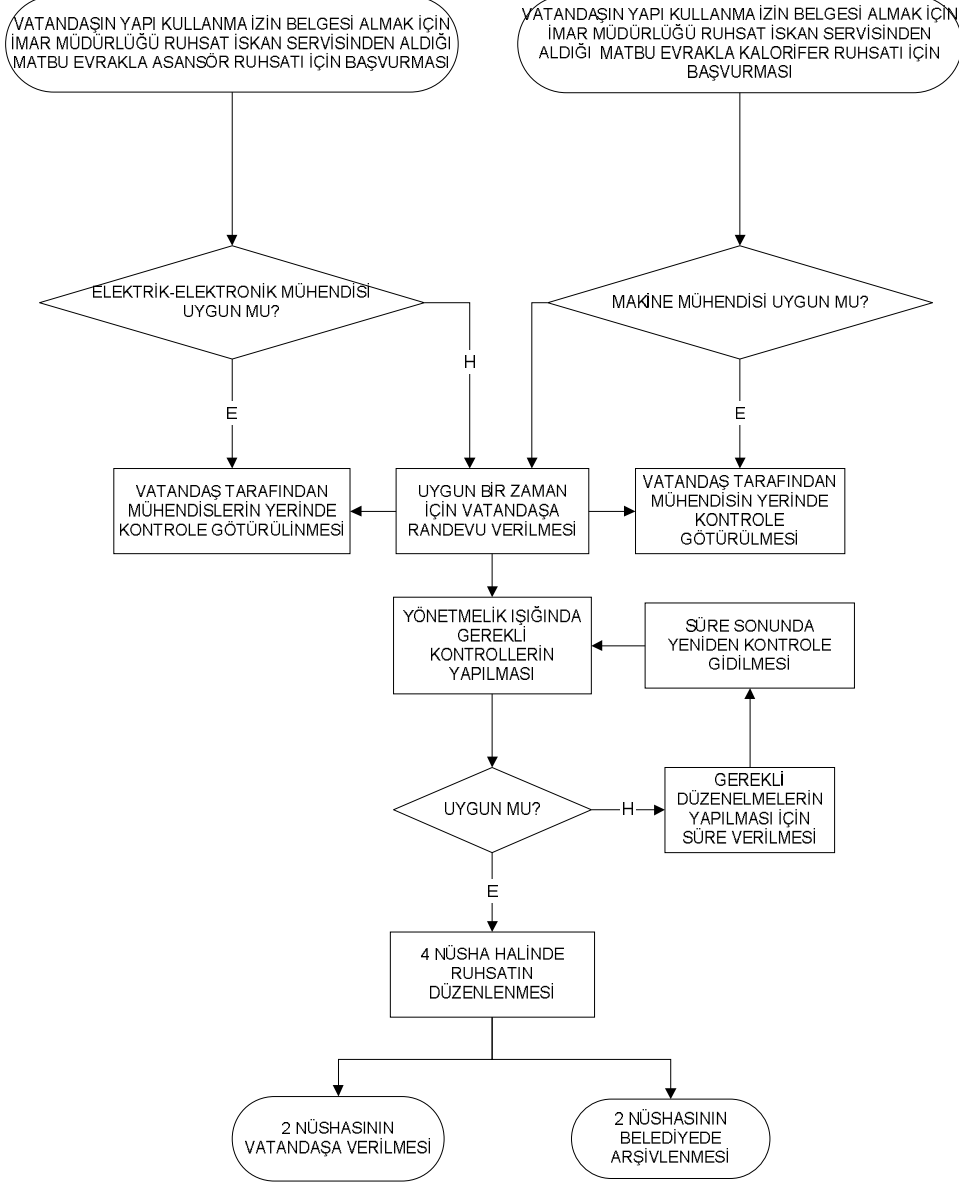 VATANDAŞIN YAPI KULLANMA İZİN BELGESİ ALMAK İÇİN
İMAR MÜDÜRLÜĞÜ RUHSAT İSKAN SERVİSİNDEN ALDIĞI
MATBU EVRAKLA ASANSÖR RUHSATI İÇİN BAŞVURMASI
VATANDAŞIN YAPI KULLANMA İZİN BELGESİ ALMAK İÇİN
İMAR MÜDÜRLÜĞÜ RUHSAT İSKAN SERVİSİNDEN
ALDIĞI MATBU EVRAKLA KALORİFER RUHSATI İÇİN
BAŞVURMASI
ELEKTRİK-ELEKTRONİK MÜHENDİSİ
UYGUN MU?
MAKİNE MÜHENDİSİ UYGUN MU?
H
E
E
VATANDAŞ TARAFINDAN
MÜHENDİSLERİN YERİNDE
KONTROLE GÖTÜRÜLİNMESİ
UYGUN BİR ZAMAN
İÇİN VATANDAŞA
RANDEVU VERİLMESİ
VATANDAŞ TARAFINDAN
MÜHENDİSİN YERİNDE
KONTROLE
GÖTÜRÜLMESİ
YÖNETMELİK IŞIĞINDA
GEREKLİ
KONTROLLERİN
YAPILMASI
SÜRE SONUNDA
YENİDEN KONTROLE
GİDİLMESİ
UYGUN MU?
H
GEREKLİ
DÜZENELMELERİN
YAPILMASI İÇİN
SÜRE VERİLMESİ
E
4 NÜSHA HALİNDE
RUHSATIN
DÜZENLENMESİ
2 NÜSHASININ
VATANDAŞA VERİLMESİ
2 NÜSHASININ
BELEDİYEDE
ARŞİVLENMESİ